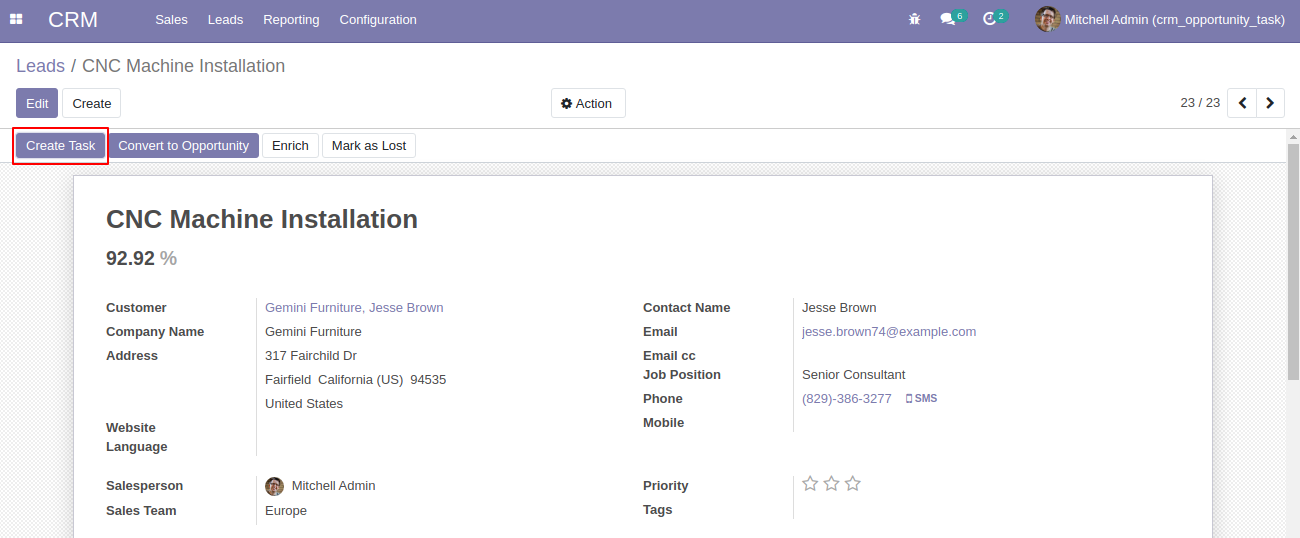 CRM Sales Leads Reporting Configuration 6 2 Mitchell Admin (crm_opportunity_task)
Leads / CNC Machine Installation
Edit Create Action 23 / 23
Create Task Convert to Opportunity Enrich Mark as Lost
CNC Machine Installation
92.92 %
Customer Gemini Furniture, Jesse Brown
Company Name Gemini Furniture
Address 317 Fairchild Dr
Fairfield California (US) 94535
United States
Website
Language
Contact Name Jesse Brown
Email jesse.brown74@example.com
Email cc
Job Position Senior Consultant
Phone (829)-386-3277 SMS
Mobile
Salesperson Mitchell Admin
Sales Team Europe
Priority
Tags